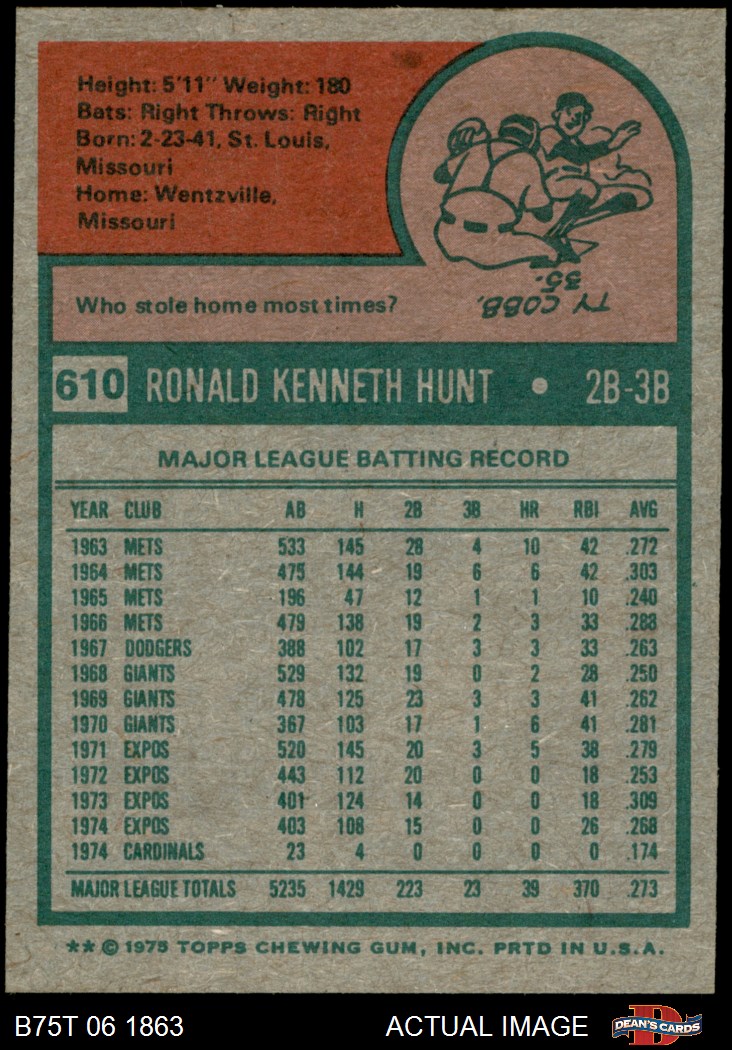 Height: 5'11" Weight: 180
Bats: Right Throws: Right
Born: 2-23-41, St. Louis,
Missouri
Home: Wentzville,
Missouri
Who stole home most times?
TY COBB,
35.
610 RONALD KENNETH HUNT • 2B-3B
MAJOR LEAGUE BATTING RECORD
YEAR CLUB AB H 2B 3B HR RBI AVG
1963 METS 533 145 28 4 10 42 .272
1964 METS 475 144 19 6 6 42 .303
1965 METS 196 47 12 1 1 10 .240
1966 METS 479 138 19 2 3 33 .288
1967 DODGERS 388 102 17 3 3 33 .263
1968 GIANTS 529 132 19 0 2 28 .250
1969 GIANTS 478 125 23 3 3 41 .262
1970 GIANTS 367 103 17 1 6 41 .281
1971 EXPOS 520 145 20 3 5 38 .279
1972 EXPOS 443 112 20 0 0 18 .253
1973 EXPOS 401 124 14 0 0 18 .309
1974 EXPOS 403 108 15 0 0 26 .268
1974 CARDINALS 23 4 0 0 0 0 .174
MAJOR LEAGUE TOTALS 5235 1429 223 23 39 370 .273
** © 1975 TOPPS CHEWING GUM, INC. PRTD IN U.S.A.
B75T 06 1863 ACTUAL IMAGE
D
DEAN'S CARDS